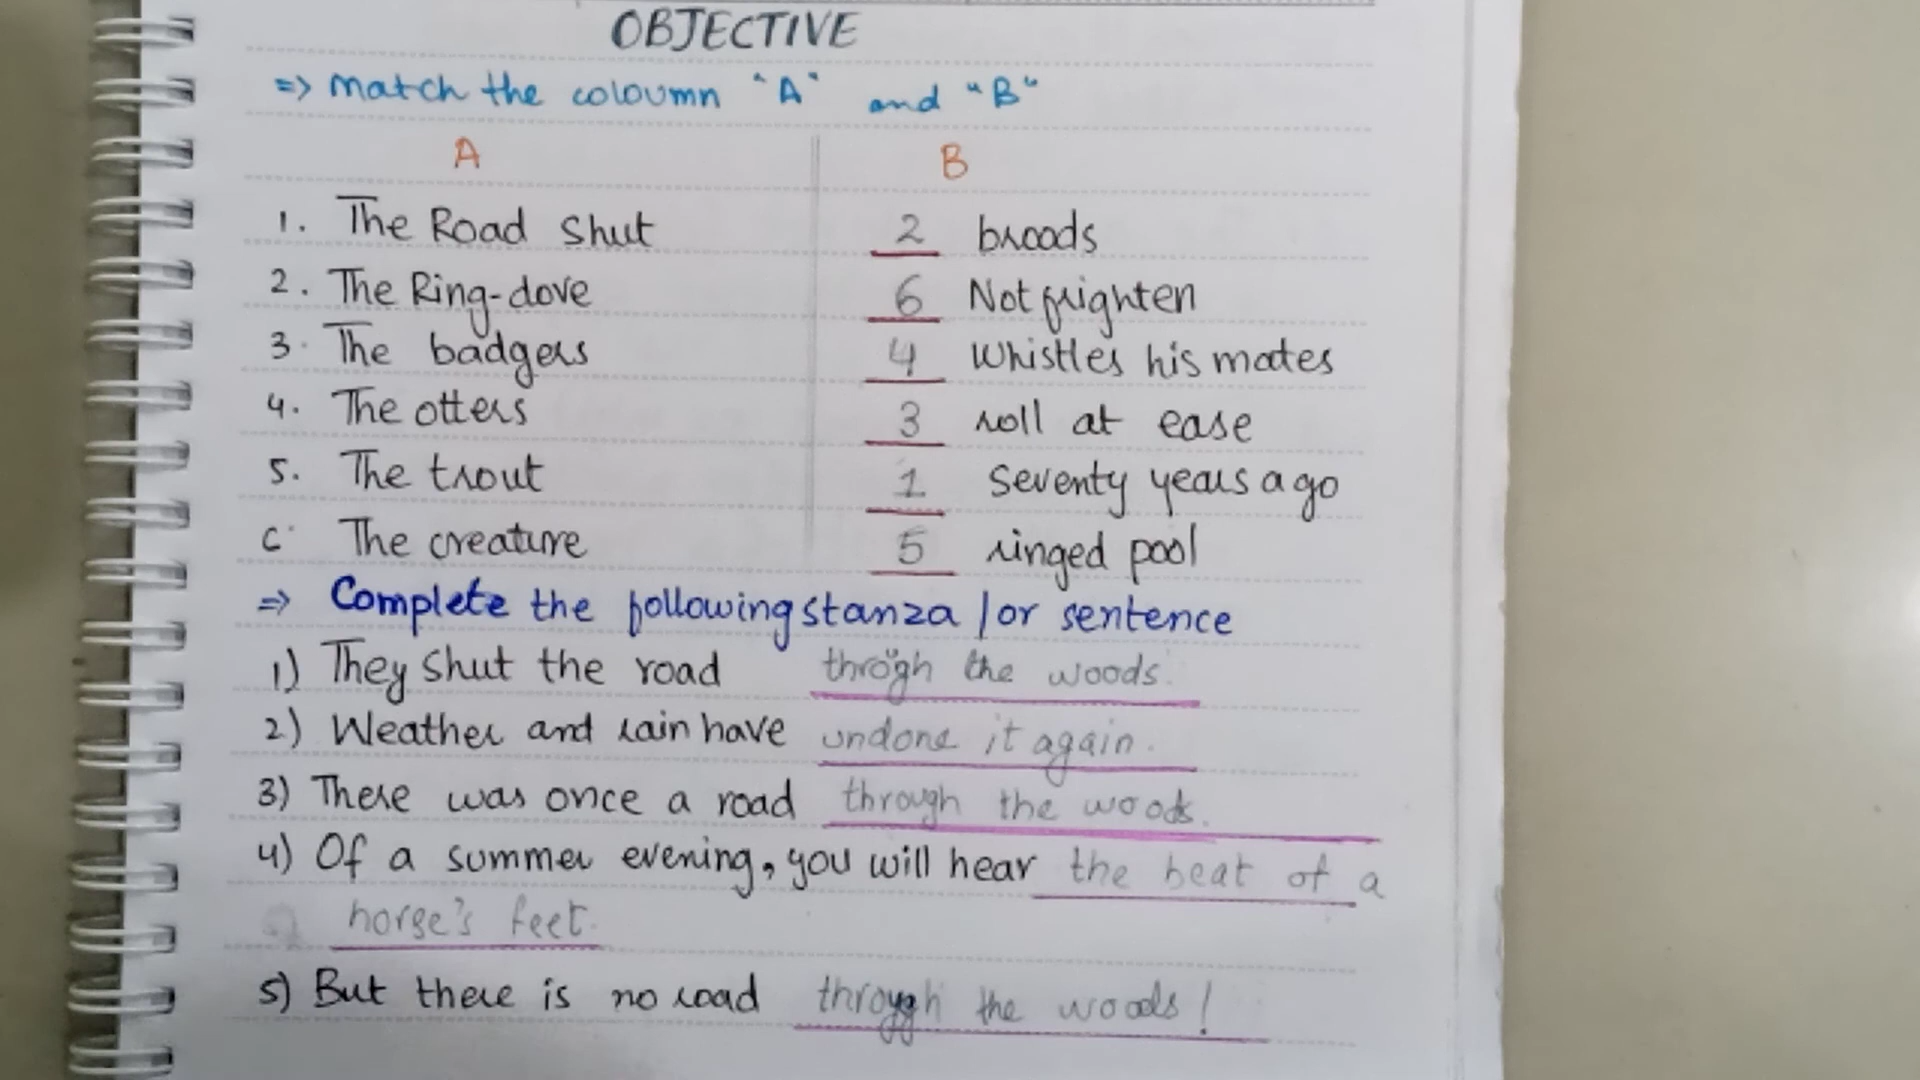 OBJECTIVE
=> Match the coloumn "A" and "B"
A B
1. The Road Shut 2 broods
2. The Ring-dove 6 Not frighten
3. The badgers 4 Whistles his mates
4. The otters 3 roll at ease
5. The trout 1 Seventy years ago
6. The creature 5 ringed pool
=> Complete the following stanza / or sentence
1) They Shut the road throgh the woods.
2) Weather and rain have undone it again.
3) There was once a road through the woods.
4) Of a summer evening, you will hear the beat of a
horse's feet.
5) But there is no road through the woods!